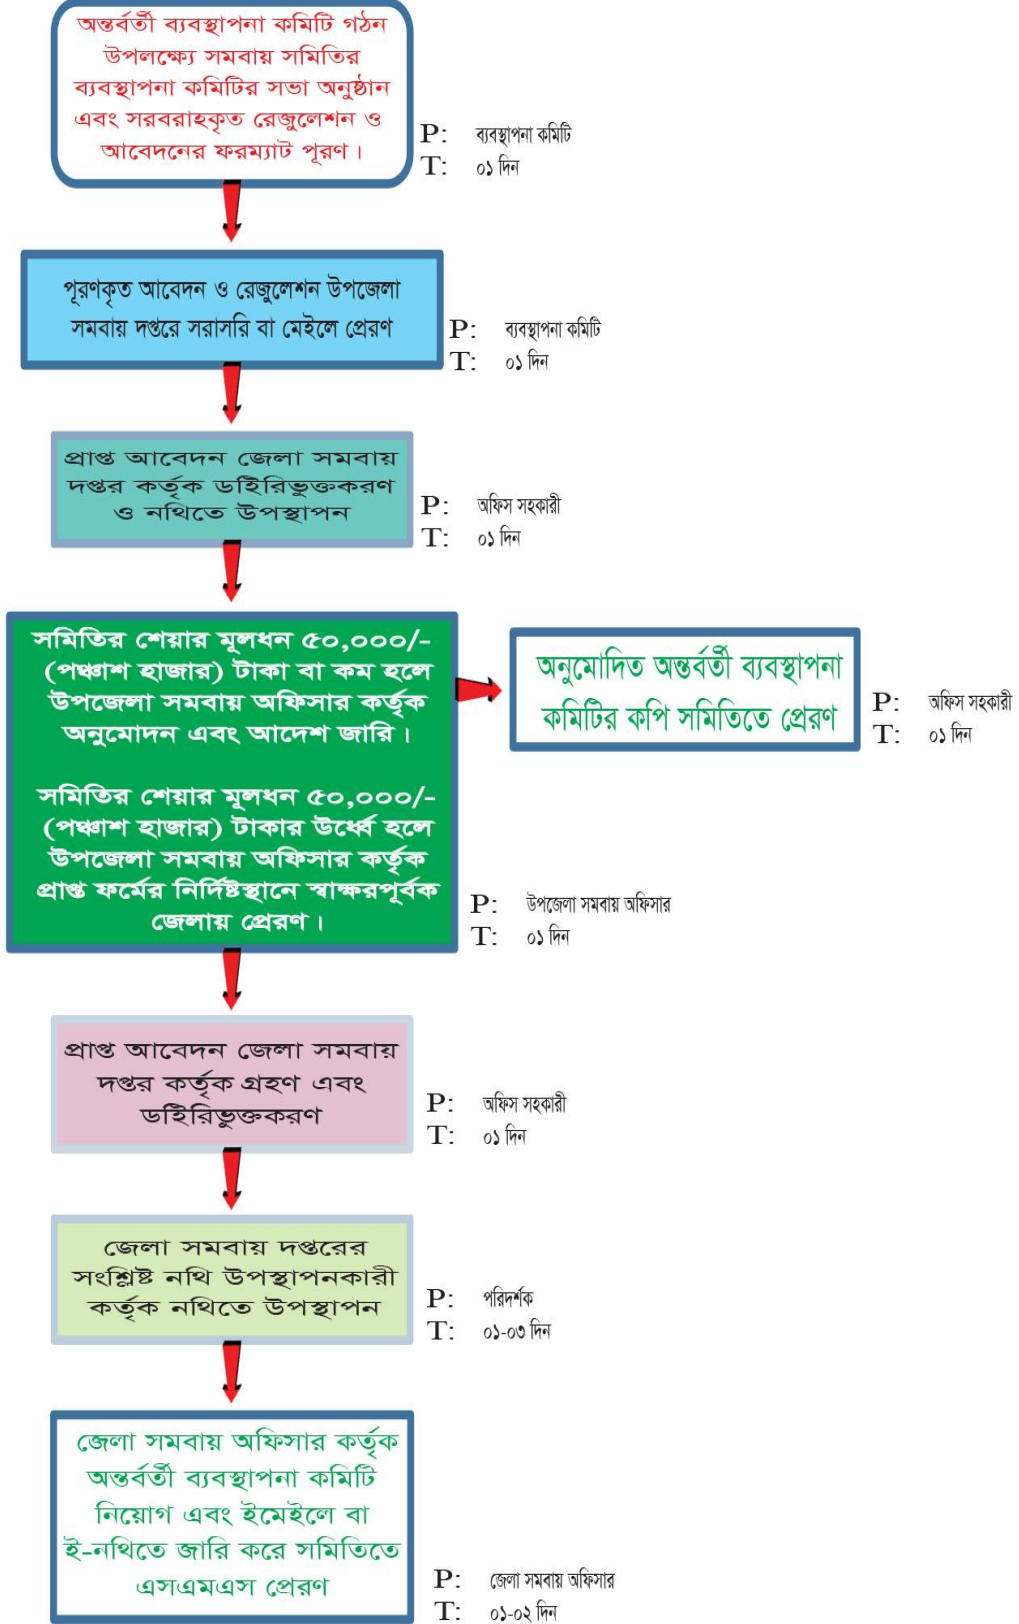 অন্তর্বর্তী ব্যবস্থাপনা কমিটি গঠন
উপলক্ষ্যে সমবায় সমিতির
ব্যবস্থাপনা কমিটির সভা অনুষ্ঠান
এবং সরবরাহকৃত রেজুলেশন ও
আবেদনের ফরম্যাট পূরণ।
P: ব্যবস্থাপনা কমিটি
T: ০১ দিন
পূরণকৃত আবেদন ও রেজুলেশন উপজেলা
সমবায় দপ্তরে সরাসরি বা মেইলে প্রেরণ
P: ব্যবস্থাপনা কমিটি
T: ০১ দিন
প্রাপ্ত আবেদন জেলা সমবায়
দপ্তর কর্তৃক ডাইরিভুক্তকরণ
ও নথিতে উপস্থাপন
P: অফিস সহকারী
T: ০১ দিন
সমিতির শেয়ার মূলধন ৫০,০০০/-
(পঞ্চাশ হাজার) টাকা বা কম হলে
উপজেলা সমবায় অফিসার কর্তৃক
অনুমোদন এবং আদেশ জারি।
সমিতির শেয়ার মূলধন ৫০,০০০/-
(পঞ্চাশ হাজার) টাকার উর্ধ্বে হলে
উপজেলা সমবায় অফিসার কর্তৃক
প্রাপ্ত ফর্মের নির্দিষ্টস্থানে স্বাক্ষরপূর্বক
জেলায় প্রেরণ।
P: উপজেলা সমবায় অফিসার
T: ০১ দিন
অনুমোদিত অন্তর্বর্তী ব্যবস্থাপনা
কমিটির কপি সমিতিতে প্রেরণ
P: অফিস সহকারী
T: ০১ দিন
প্রাপ্ত আবেদন জেলা সমবায়
দপ্তর কর্তৃক গ্রহণ এবং
ডাইরিভুক্তকরণ
P: অফিস সহকারী
T: ০১ দিন
জেলা সমবায় দপ্তরের
সংশ্লিষ্ট নথি উপস্থাপনকারী
কর্তৃক নথিতে উপস্থাপন
P: পরিদর্শক
T: ০১-০৩ দিন
জেলা সমবায় অফিসার কর্তৃক
অন্তর্বর্তী ব্যবস্থাপনা কমিটি
নিয়োগ এবং ইমেইলে বা
ই-নথিতে জারি করে সমিতিতে
এসএমএস প্রেরণ
P: জেলা সমবায় অফিসার
T: ০১-০২ দিন